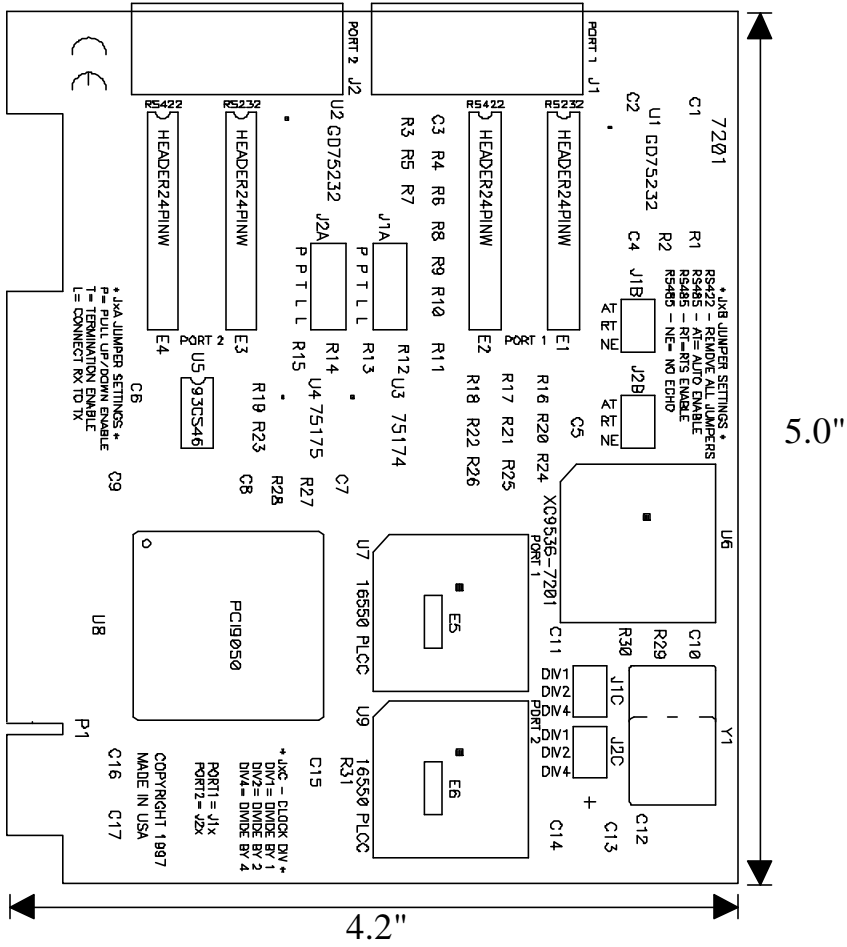 PORT 2
J2
PORT 1
J1
RS422
RS232
RS422
RS232
HEADER24PINW
HEADER24PINW
HEADER24PINW
HEADER24PINW
U2
GD75232
U1
GD75232
C2
C1
7201
C3
R3
R4
R5
R6
R7
R8
R9
R10
R11
C4
R2
R1
J2A
J1A
P P T L L
P P T L L
J1B
AT
RT
NE
J2B
AT
RT
NE
* JxB JUMPER SETTINGS *
RS422 - REMOVE ALL JUMPERS
RS485 - AT= AUTO ENABLE
RS485 - RT= RTS ENABLE
RS485 - NE= NO ECHO
* JxA JUMPER SETTINGS *
P= PULL UP/DOWN ENABLE
T= TERMINATION ENABLE
L= CONNECT RX TO TX
E4
PORT 2
E3
E2
PORT 1
E1
U5
93CS46
C6
C9
R15
R14
R13
R12
R19
R23
U4 75175
U3 75174
R18
R22
R26
R17
R21
R25
R16
R20
R24
C5
C8
R28
R27
C7
XC9536-7201
U6
U8
PCI9050
U7
16550 PLCC
PORT 1
E5
U9
16550 PLCC
PORT 2
E6
C11
R30
R29
C10
J1C
DIV1
DIV2
DIV4
J2C
DIV1
DIV2
DIV4
Y1
P1
C16
C17
COPYRIGHT 1997
MADE IN USA
* JxC - CLOCK DIV *
DIV1= DIVIDE BY 1
DIV2= DIVIDE BY 2
DIV4= DIVIDE BY 4
PORT1 = J1x
PORT2= J2x
C15
R31
+
C14
C13
C12
5.0"
4.2"